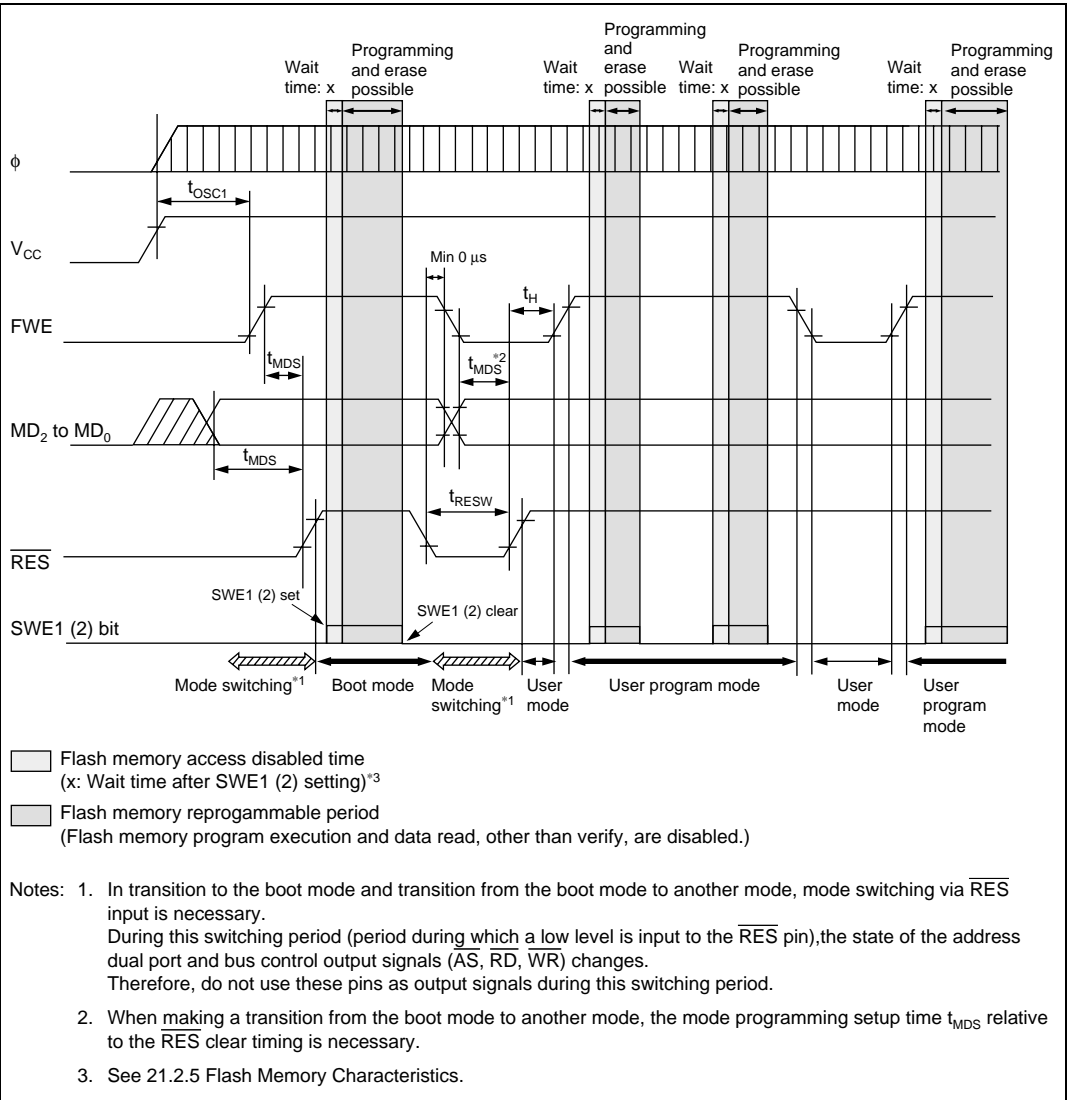 Wait
time: x
Programming
and erase
possible
Wait
time: x
Programming
and
erase
possible
Wait
time: x
Programming
and erase
possible
Wait
time: x
Programming
and erase
possible
ϕ
tOSC1
VCC
Min 0 µs
tH
FWE
tMDS
tMDS*2
MD2 to MD0
tMDS
tRESW
RES
SWE1 (2) set
SWE1 (2) clear
SWE1 (2) bit
Mode switching*1
Boot mode
Mode
switching*1
User
mode
User program mode
User
mode
User
program
mode
Flash memory access disabled time
(x: Wait time after SWE1 (2) setting)*3
Flash memory reprogammable period
(Flash memory program execution and data read, other than verify, are disabled.)
Notes: 1. In transition to the boot mode and transition from the boot mode to another mode, mode switching via RES
input is necessary.
During this switching period (period during which a low level is input to the RES pin),the state of the address
dual port and bus control output signals (AS, RD, WR) changes.
Therefore, do not use these pins as output signals during this switching period.
2. When making a transition from the boot mode to another mode, the mode programming setup time tMDS relative
to the RES clear timing is necessary.
3. See 21.2.5 Flash Memory Characteristics.